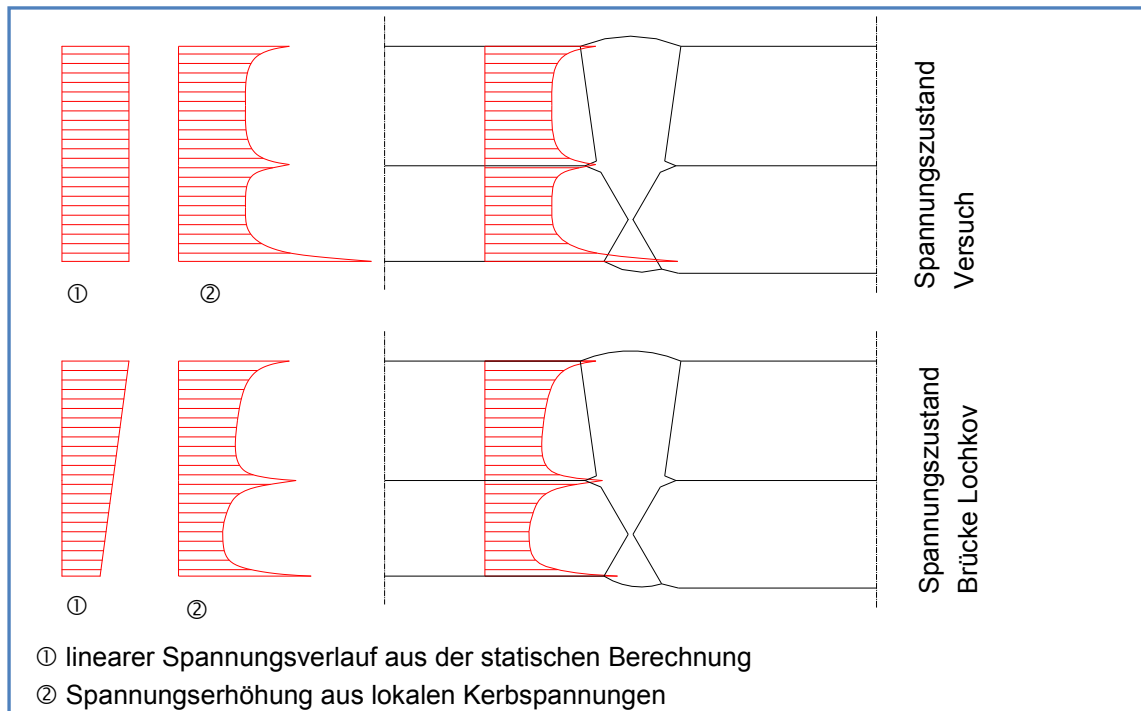 Spannungszustand
Versuch
① ②
Spannungszustand
Brücke Lochkov
① ②
① linearer Spannungsverlauf aus der statischen Berechnung
② Spannungserhöhung aus lokalen Kerbspannungen